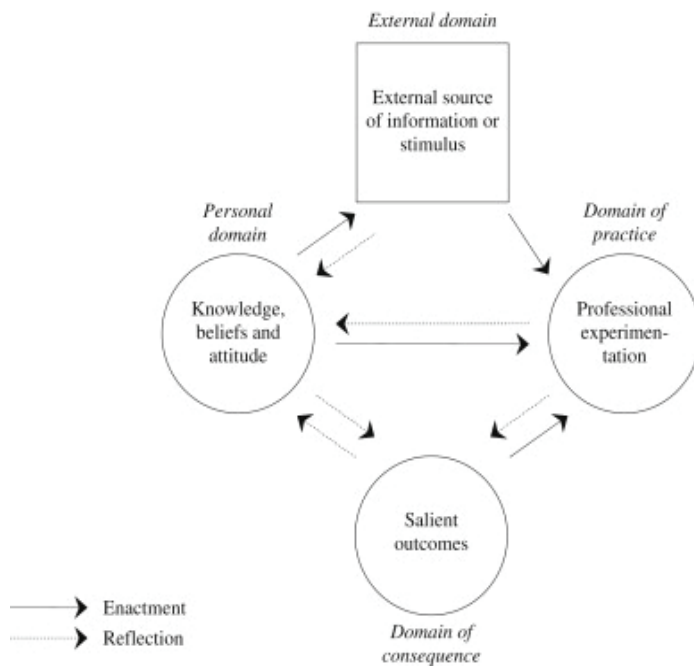 External domain
External source
of information or
stimulus
Personal
domain
Domain of
practice
Knowledge,
beliefs and
attitude
Professional
experimen-
tation
Salient
outcomes
Enactment
Reflection
Domain of
consequence